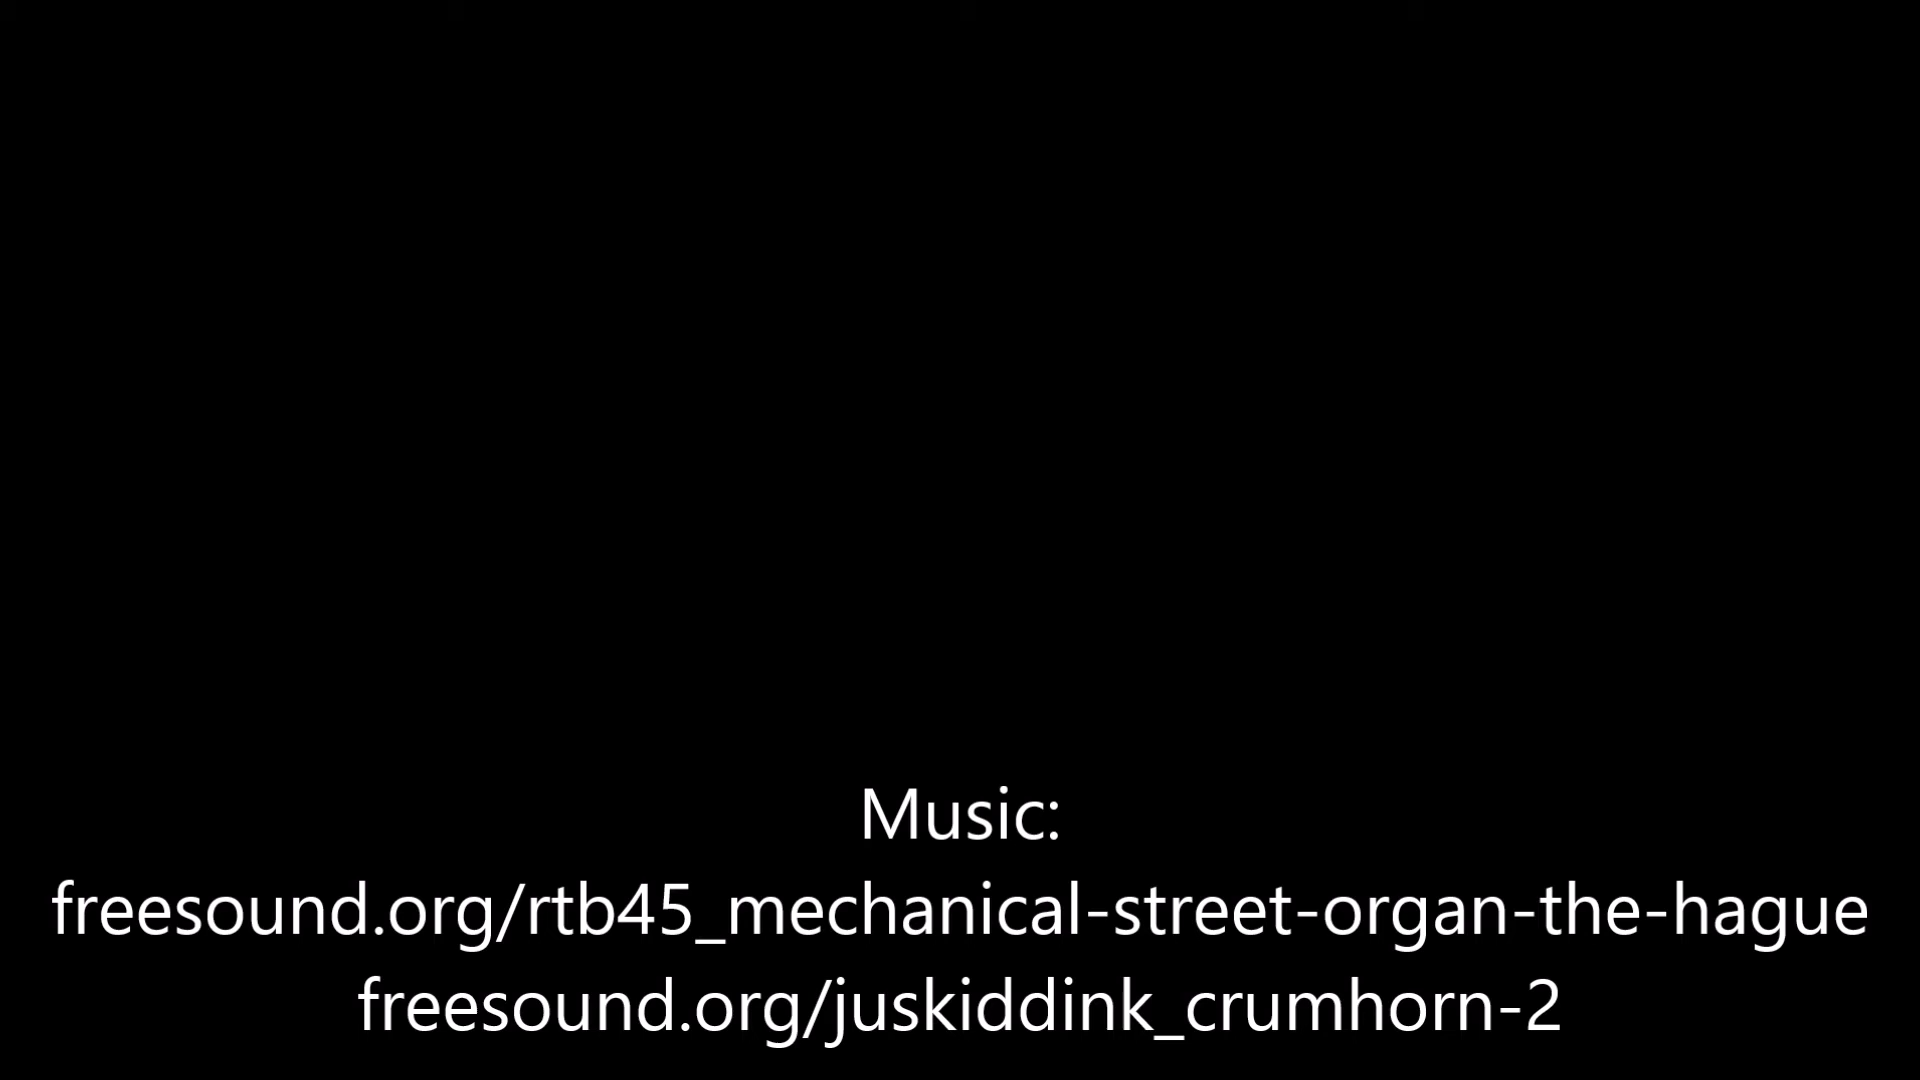 Music:
freesound.org/rtb45_mechanical-street-organ-the-hague
freesound.org/juskiddink_crumhorn-2